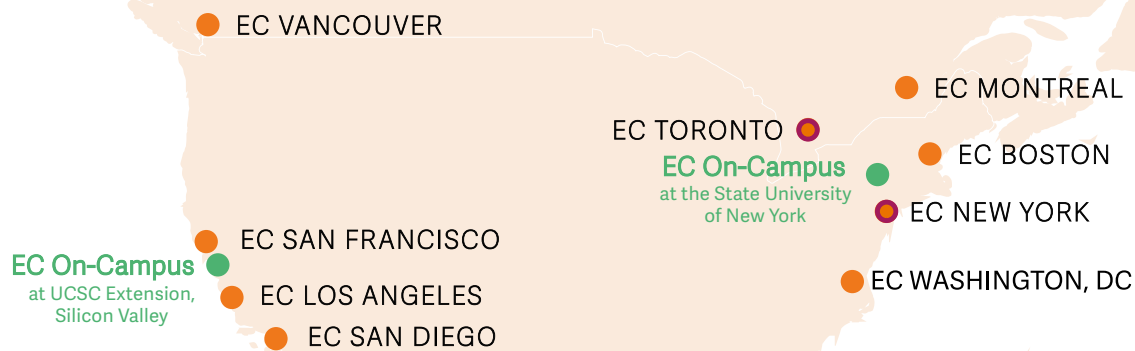 EC VANCOUVER
EC MONTREAL
EC TORONTO
EC BOSTON
EC On-Campus
at the State University
of New York
EC NEW YORK
EC SAN FRANCISCO
EC On-Campus
at UCSC Extension,
Silicon Valley
EC WASHINGTON, DC
EC LOS ANGELES
EC SAN DIEGO